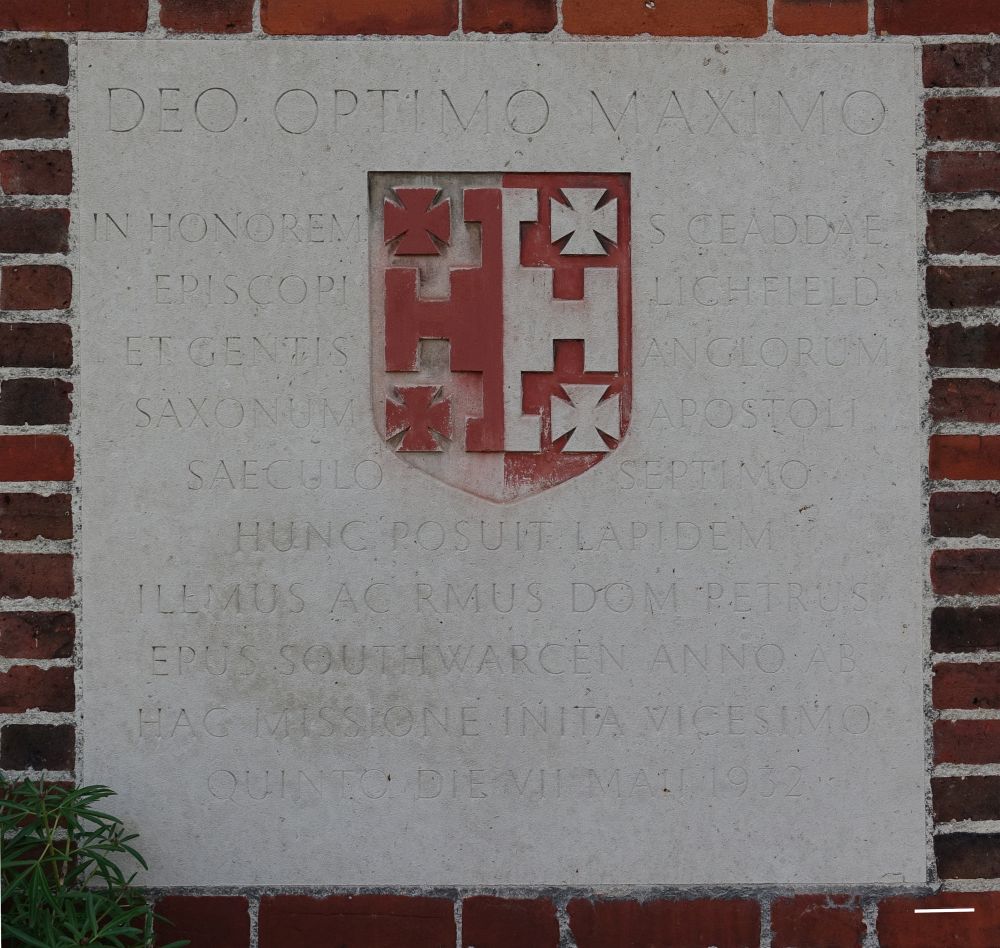 DEO OPTIMO MAXIMO
IN HONOREM S CEADDAE
EPISCOPI LICHFIELD
ET GENTIS ANGLORUM
SAXONUM APOSTOLI
SAECULO SEPTIMO
HUNC POSUIT LAPIDEM
ILLMUS AC RMUS DOM PETRUS
EPUS SOUTHWARCEN ANNO AB
HAC MISSIONE INITA VICESIMO
QUINTO DIE VII MAII 1932